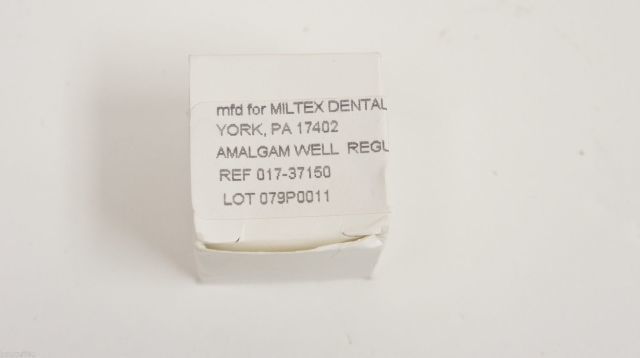 mfd for MILTEX DENTAL
YORK, PA 17402
AMALGAM WELL REGU
REF 017-37150
LOT 079P0011